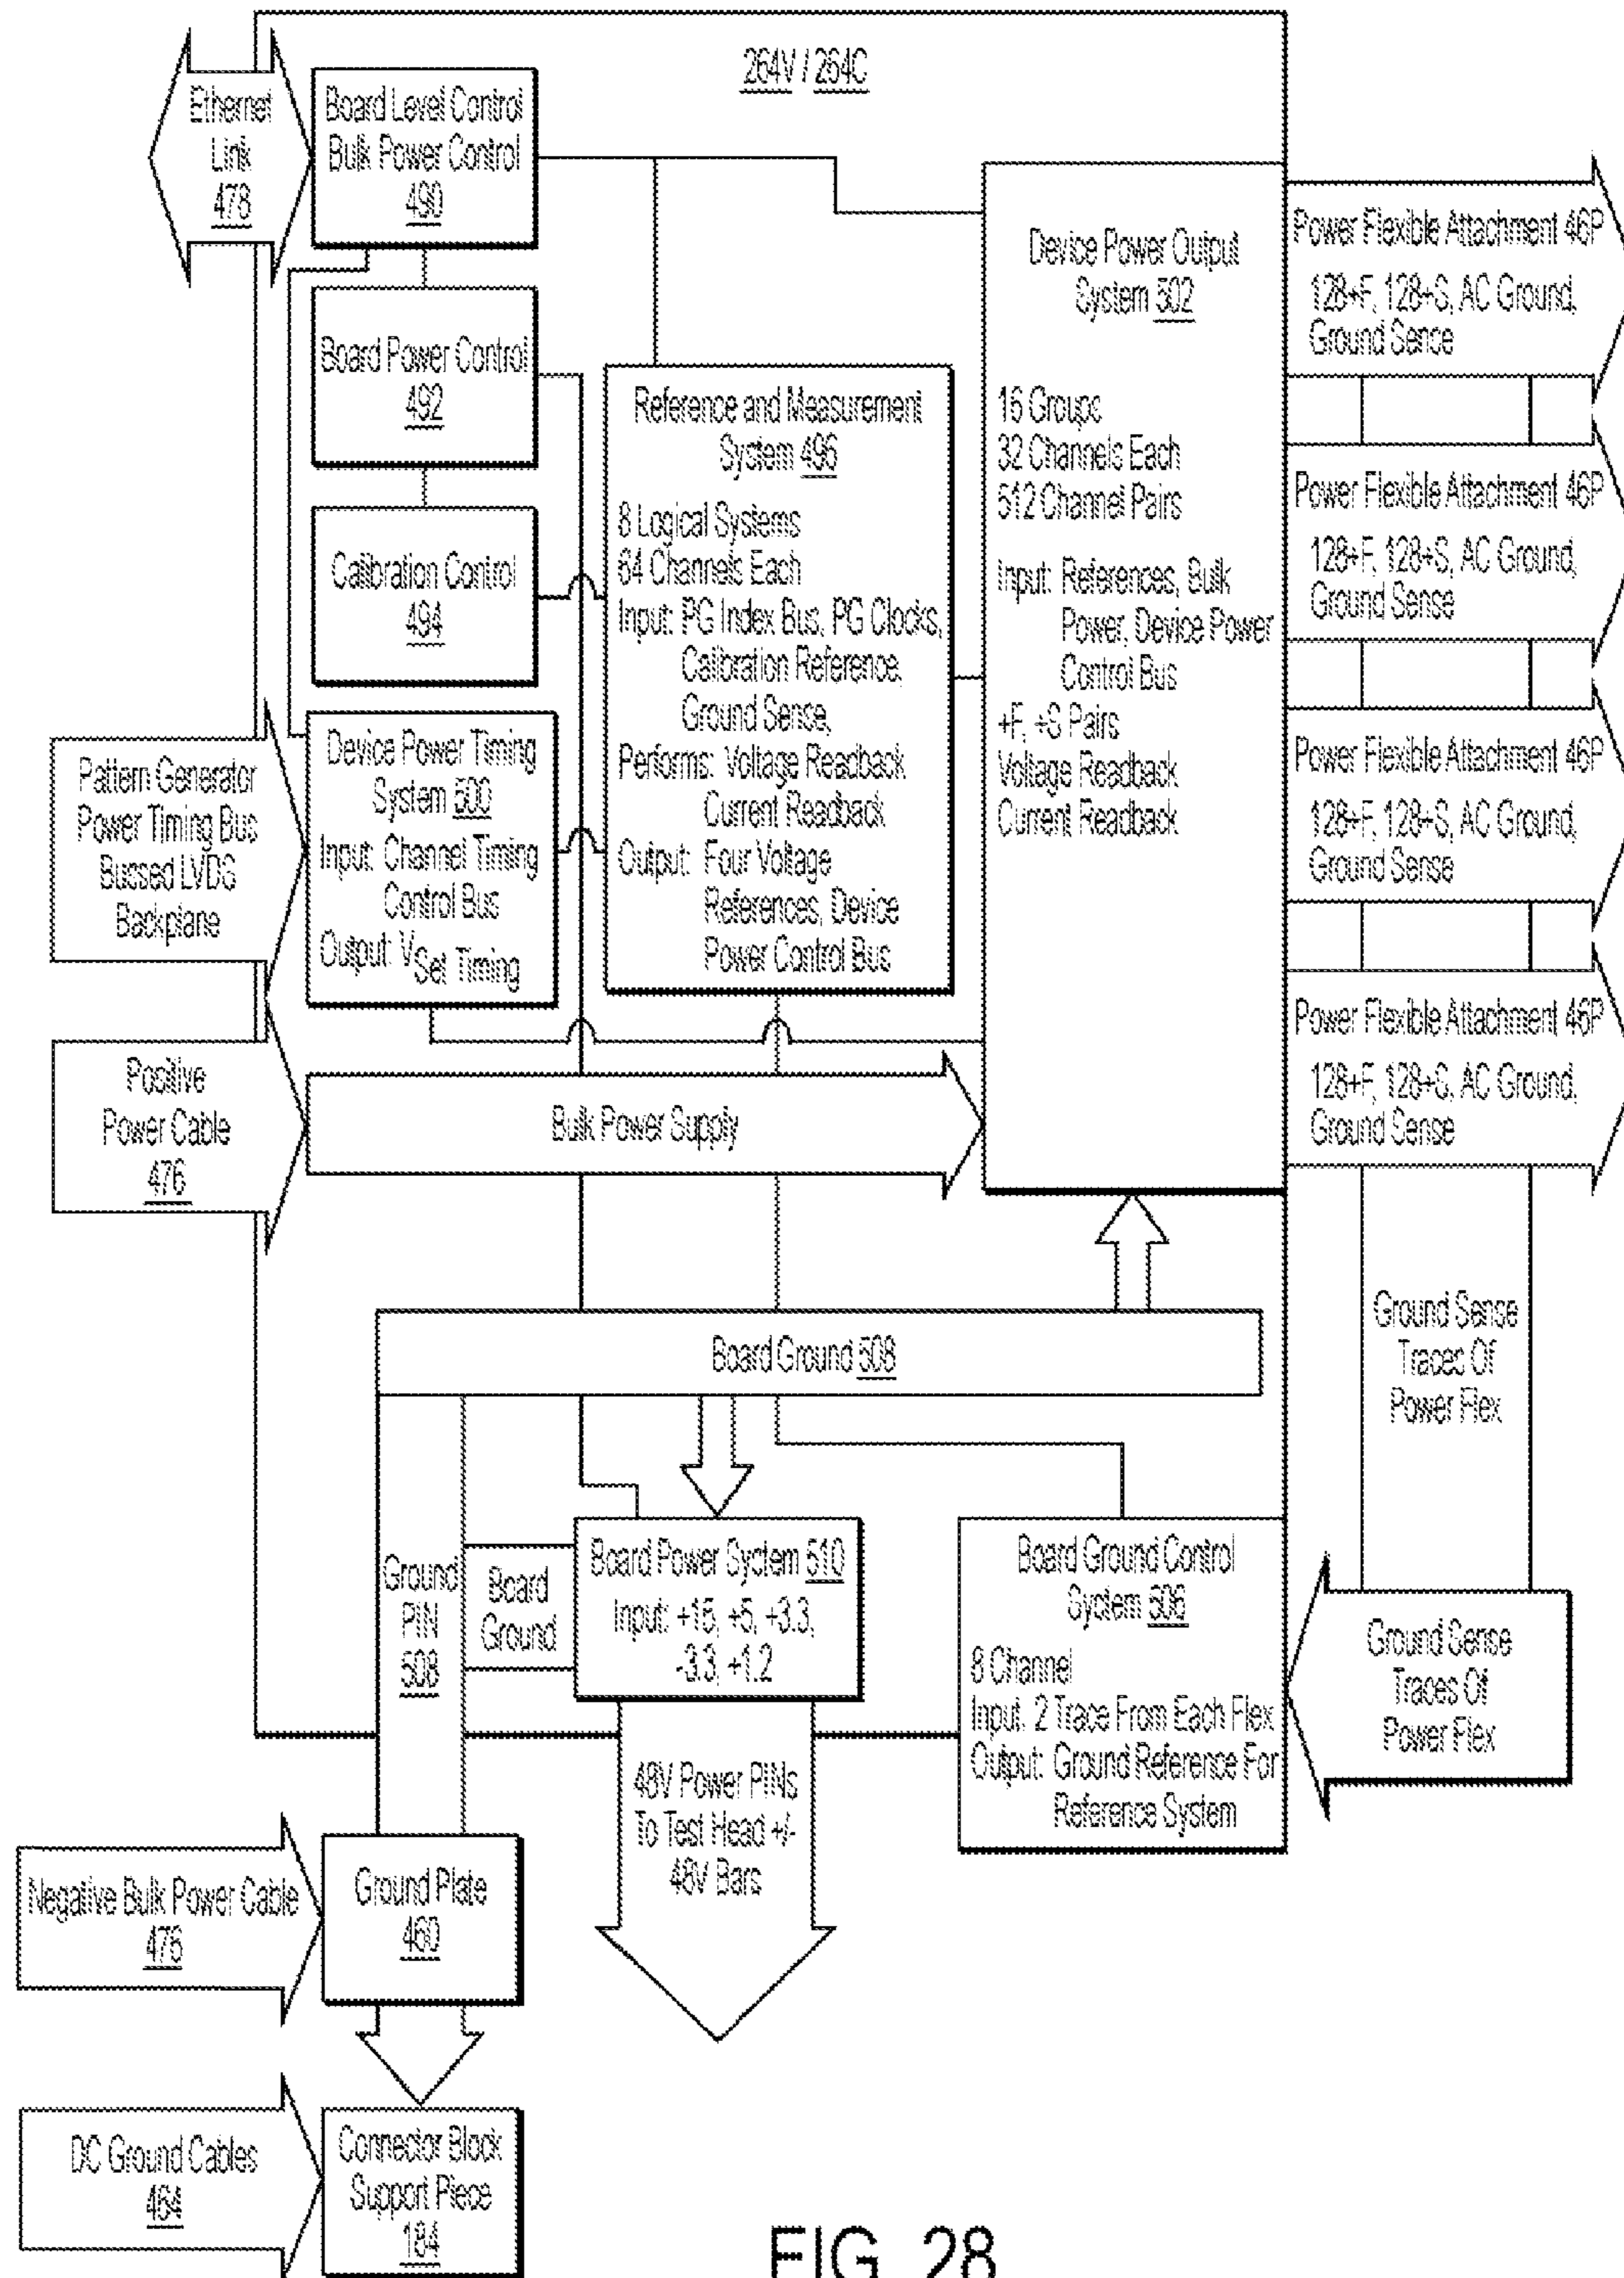 264V / 264C
Ethernet
Link
478
Board Level Control
Bulk Power Control
490
Board Power Control
492
Calibration Control
494
Pattern Generator
Power Timing Bus
Bussed LVDS
Backplane
Device Power Timing
System 500
Input: Channel Timing
Control Bus
Output: VSet Timing
Reference and Measurement
System 496
8 Logical Systems
64 Channels Each
Input: PG Index Bus, PG Clocks,
Calibration Reference,
Ground Sense,
Performs: Voltage Readback
Current Readback
Output: Four Voltage
References, Device
Power Control Bus
Device Power Output
System 502
16 Groups
32 Channels Each
512 Channel Pairs
Input: References, Bulk
Power, Device Power
Control Bus
+F, +S Pairs
Voltage Readback
Current Readback
Power Flexible Attachment 46P
128+F, 128+S, AC Ground,
Ground Sense
Power Flexible Attachment 46P
128+F, 128+S, AC Ground,
Ground Sense
Power Flexible Attachment 46P
128+F, 128+S, AC Ground,
Ground Sense
Power Flexible Attachment 46P
128+F, 128+S, AC Ground,
Ground Sense
Positive
Power Cable
476
Bulk Power Supply
Board Ground 508
Ground Sense
Traces Of
Power Flex
Ground
PIN
508
Board
Ground
Board Power System 510
Input: +15, +5, +3.3,
-3.3, +1.2
Board Ground Control
System 506
8 Channel
Input. 2 Trace From Each Flex
Output: Ground Reference For
Reference System
Ground Sense
Traces Of
Power Flex
48V Power PINs
To Test Head +/-
48V Bars
Negative Bulk Power Cable
476
Ground Plate
460
DC Ground Cables
464
Connector Block
Support Piece
184
FIG. 28